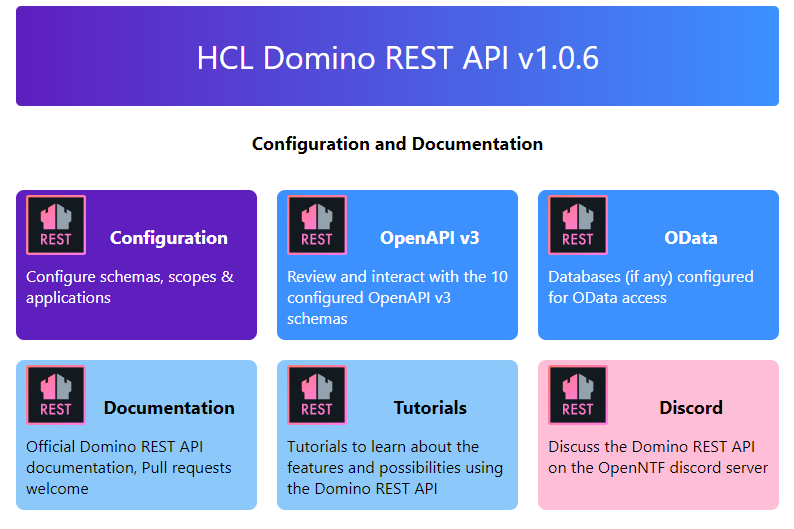 HCL Domino REST API v1.0.6
Configuration and Documentation
REST
Configuration
Configure schemas, scopes &
applications
REST
OpenAPI v3
Review and interact with the 10
configured OpenAPI v3
schemas
REST
OData
Databases (if any) configured
for OData access
REST
Documentation
Official Domino REST API
documentation, Pull requests
welcome
REST
Tutorials
Tutorials to learn about the
features and possibilities using
the Domino REST API
REST
Discord
Discuss the Domino REST API
on the OpenNTF discord server